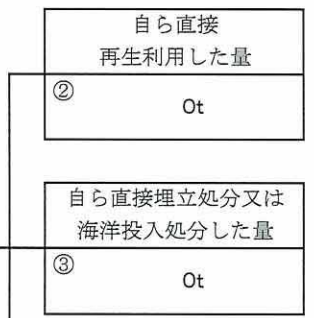 自ら直接
再生利用した量
②
0t
自ら直接埋立処分又は
海洋投入処分した量
③
0t